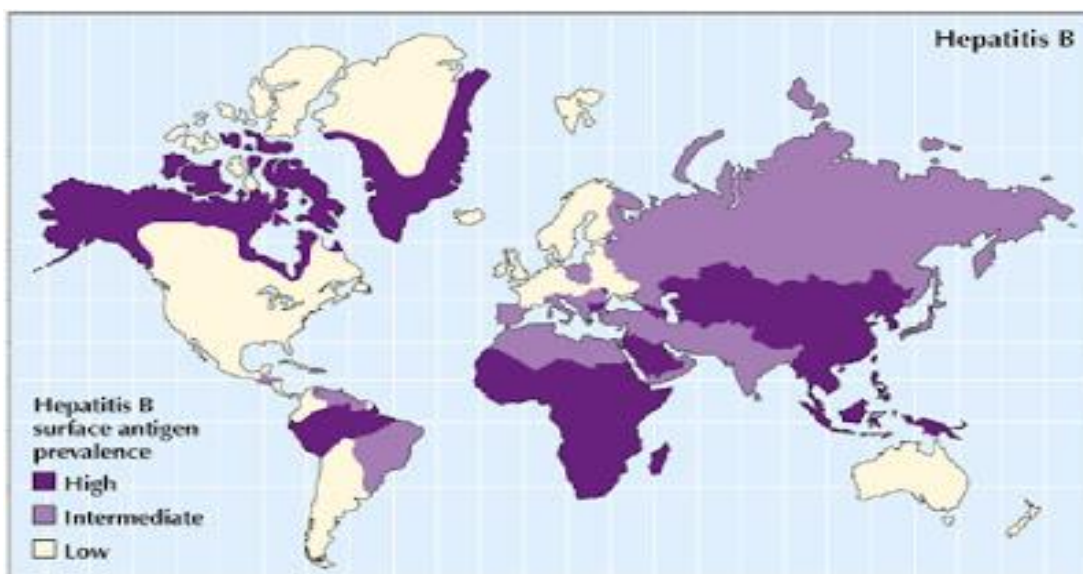 Hepatitis B
Hepatitis B
surface antigen
prevalence
High
Intermediate
Low